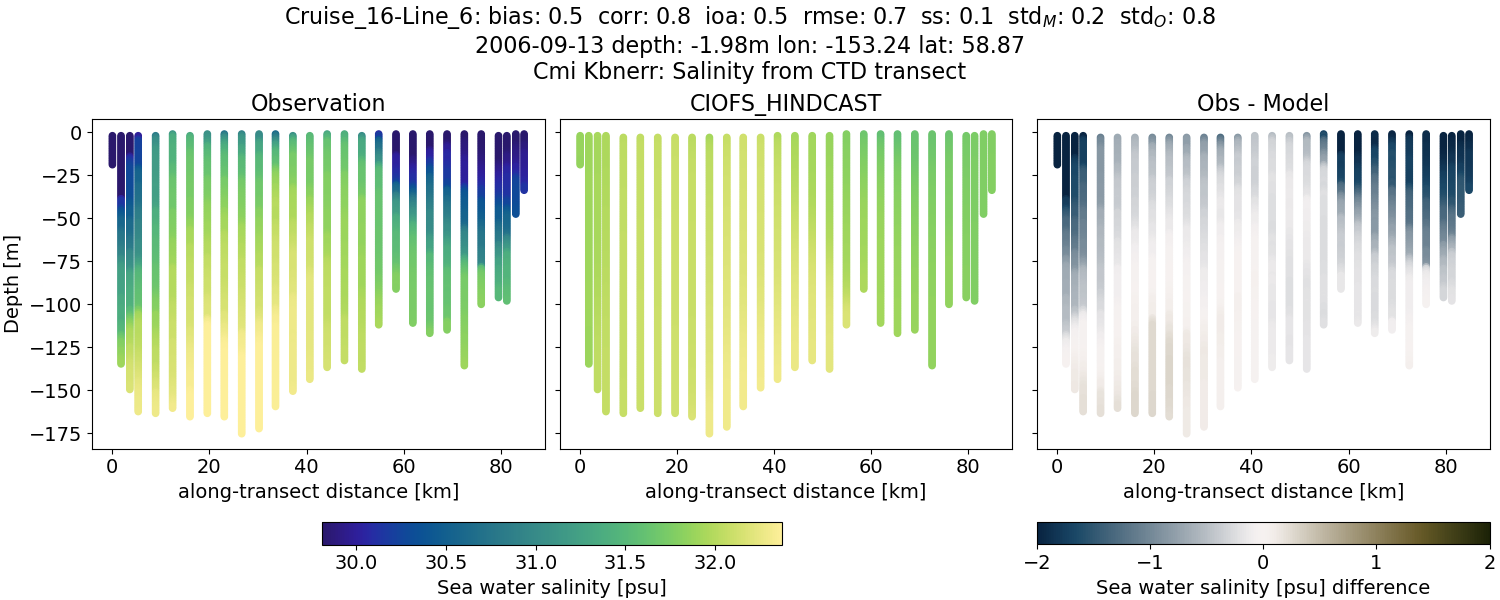 Cruise_16-Line_6: bias: 0.5 corr: 0.8 ioa: 0.5 rmse: 0.7 ss: 0.1 std_M: 0.2 std_O: 0.8
2006-09-13 depth: -1.98m lon: -153.24 lat: 58.87
Cmi Kbnerr: Salinity from CTD transect
Observation
CIOFS_HINDCAST
Obs - Model
Depth [m]
0
−25
−50
−75
−100
−125
−150
−175
0 20 40 60 80
along-transect distance [km]
0 20 40 60 80
along-transect distance [km]
0 20 40 60 80
along-transect distance [km]
30.0 30.5 31.0 31.5 32.0
Sea water salinity [psu]
−2 −1 0 1 2
Sea water salinity [psu] difference